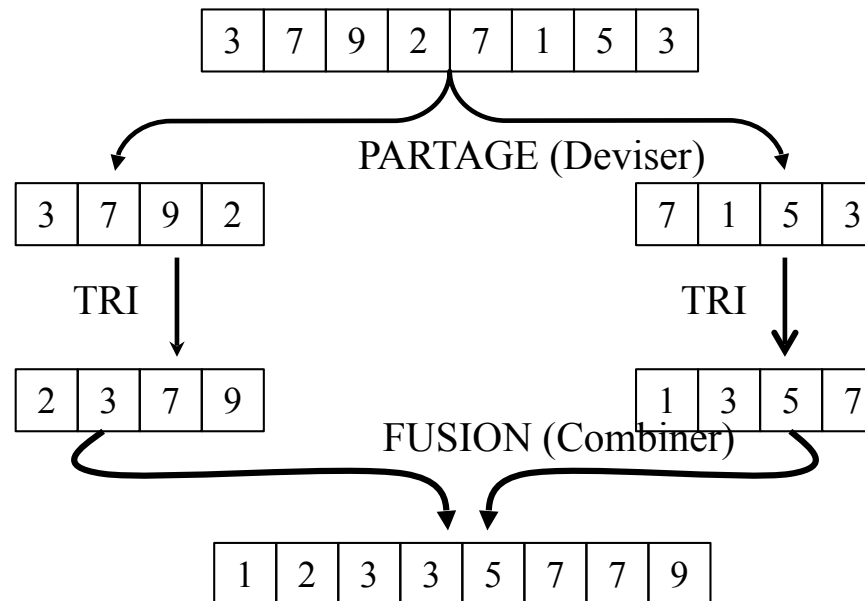 3 7 9 2 7 1 5 3
PARTAGE (Deviser)
3 7 9 2
7 1 5 3
TRI
TRI
2 3 7 9
1 3 5 7
FUSION (Combiner)
1 2 3 3 5 7 7 9